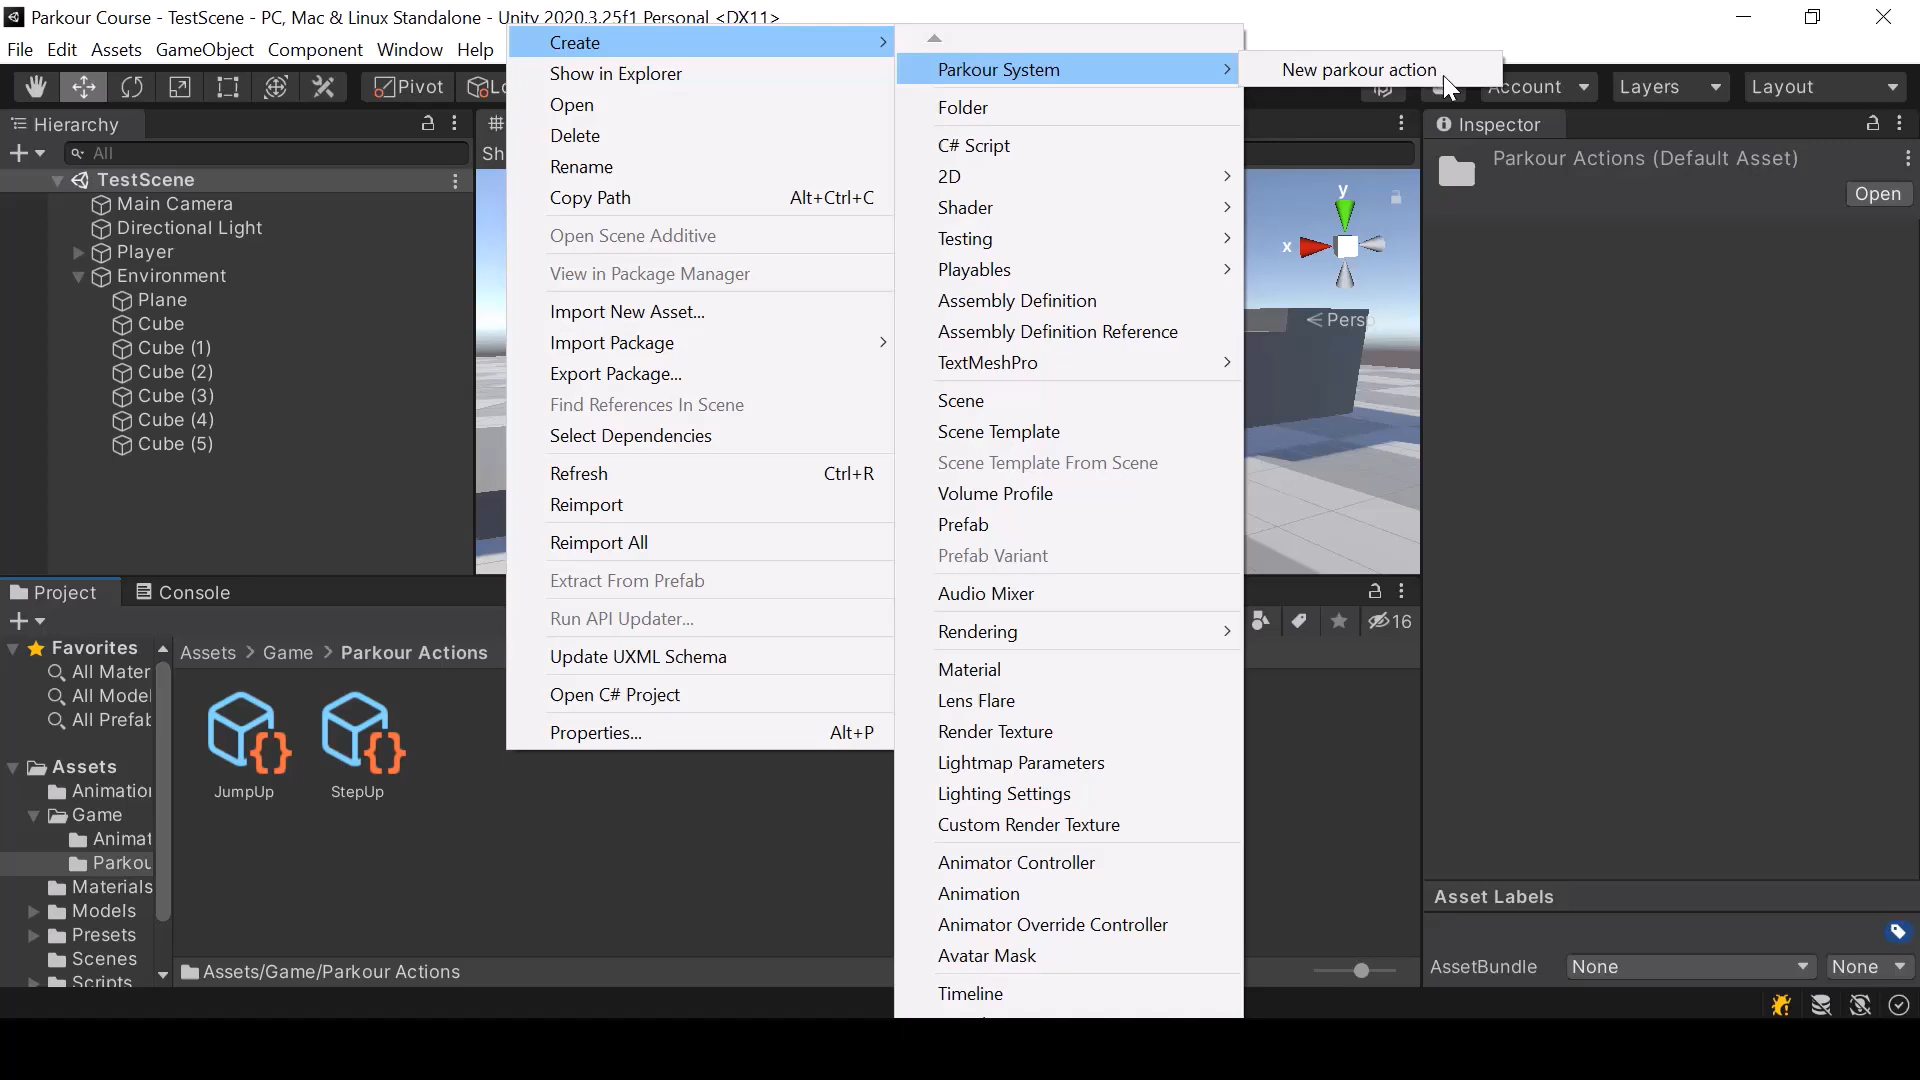 Parkour Course - TestScene - PC, Mac & Linux Standalone - Unity 2020.3.25f1 Personal <DX11>
File Edit Assets GameObject Component Window Help
Pivot
Account
Layers
Layout
Hierarchy
All
TestScene
Main Camera
Directional Light
Player
Environment
Plane
Cube
Cube (1)
Cube (2)
Cube (3)
Cube (4)
Cube (5)
Sh
Create
Show in Explorer
Open
Delete
Rename
Copy Path Alt+Ctrl+C
Open Scene Additive
View in Package Manager
Import New Asset...
Import Package
Export Package...
Find References In Scene
Select Dependencies
Refresh Ctrl+R
Reimport
Reimport All
Extract From Prefab
Run API Updater...
Update UXML Schema
Open C# Project
Properties... Alt+P
Parkour System
Folder
C# Script
2D
Shader
Testing
Playables
Assembly Definition
Assembly Definition Reference
TextMeshPro
Scene
Scene Template
Scene Template From Scene
Volume Profile
Prefab
Prefab Variant
Audio Mixer
Rendering
Material
Lens Flare
Render Texture
Lightmap Parameters
Lighting Settings
Custom Render Texture
Animator Controller
Animation
Animator Override Controller
Avatar Mask
Timeline
New parkour action
y
x
< Persp
Inspector
Parkour Actions (Default Asset)
Open
Asset Labels
AssetBundle None None
Project
Console
16
Favorites
All Mater
All Model
All Prefab
Assets
Animation
Game
Animat
Parkou
Materials
Models
Presets
Scenes
Scripts
Assets > Game > Parkour Actions
JumpUp
StepUp
Assets/Game/Parkour Actions